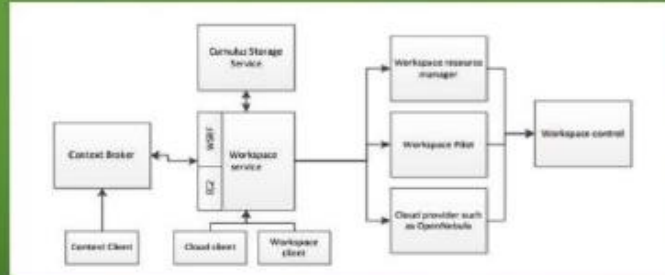 Cumulus Storage
Service
Workspace resource
manager
Context Broker
WSRF
EC2
Workspace
service
Workspace Pilot
Workspace control
Cloud provider such
as OpenNebula
Context Client
Cloud client
Workspace
client